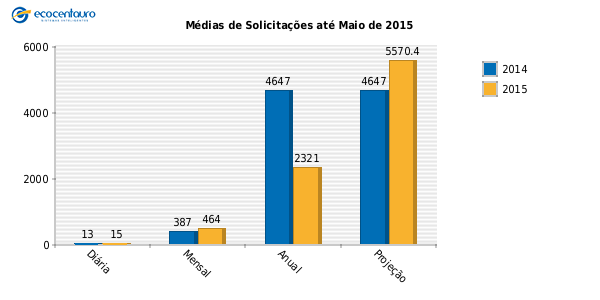 ecocentauro
Médias de Solicitações até Maio de 2015
6000
4000
2000
0
13
15
387
464
4647
2321
4647
5570.4
Diária
Mensal
Anual
Projeção
2014
2015